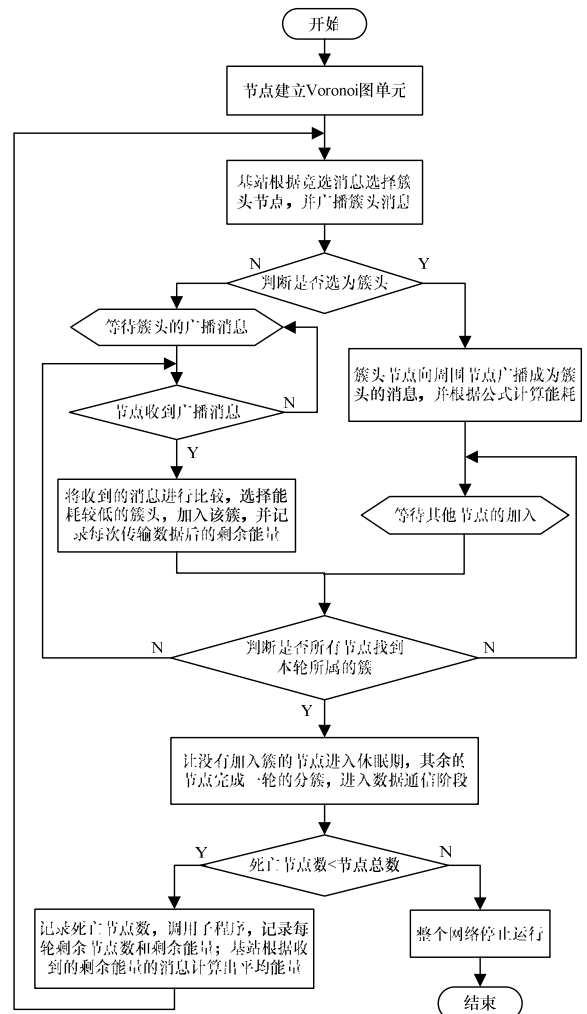 开始
节点建立Voronoi图单元
基站根据竞选消息选择簇
头节点，并广播簇头消息
N
Y
判断是否选为簇头
等待簇头的广播消息
簇头节点向周围节点广播成为簇
头的消息，并根据公式计算能耗
节点收到广播消息
N
Y
将收到的消息进行比较，选择能
耗较低的簇头，加入该簇，并记
录每次传输数据后的剩余能量
等待其他节点的加入
N
判断是否所有节点找到
本轮所属的簇
N
Y
让没有加入簇的节点进入休眠期，其余的
节点完成一轮的分簇，进入数据通信阶段
Y
死亡节点数<节点总数
N
记录死亡节点数，调用子程序，记录每
轮剩余节点数和剩余能量；基站根据收
到的剩余能量的消息计算出平均能量
整个网络停止运行
结束